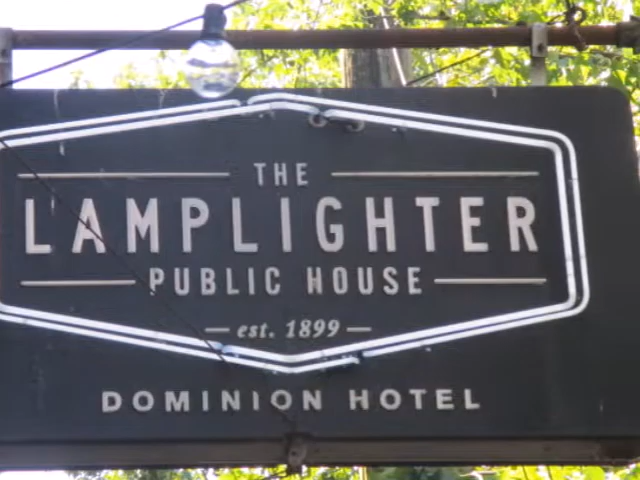 THE
LAMPLIGHTER
PUBLIC HOUSE
est. 1899
DOMINION HOTEL